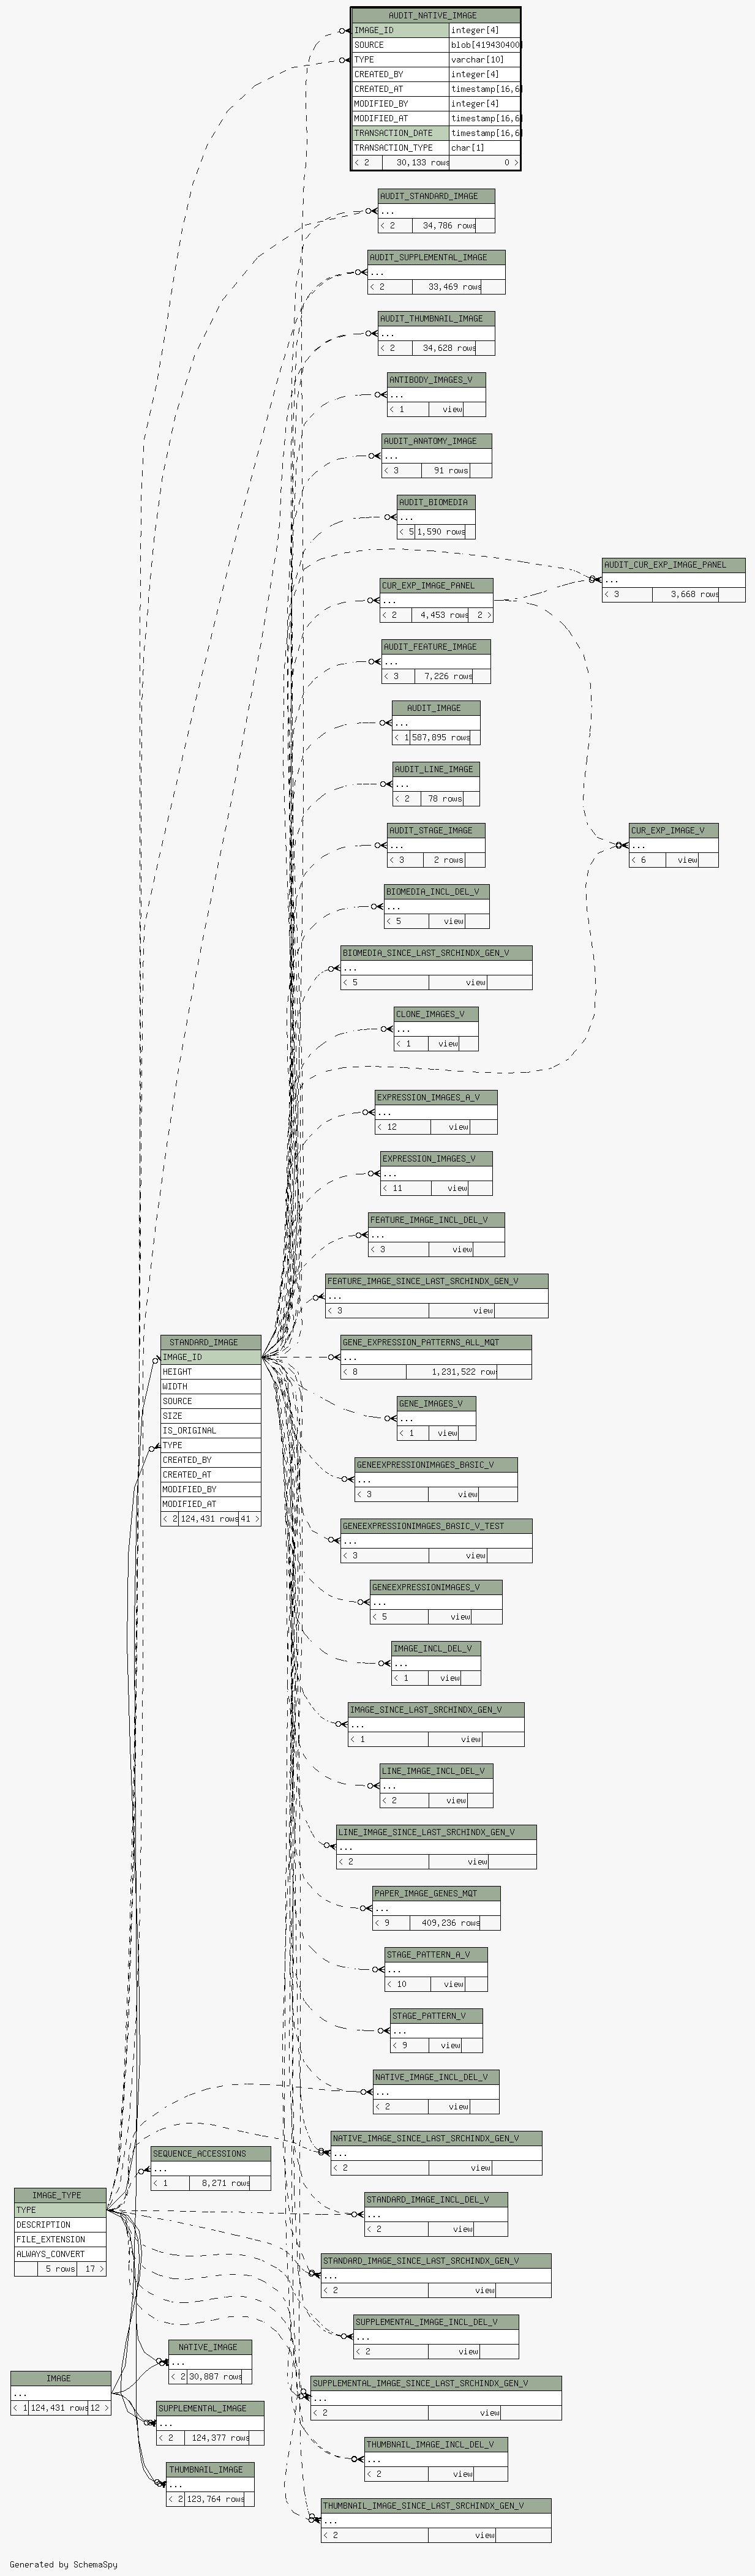 AUDIT_NATIVE_IMAGE
IMAGE_ID integer[4]
SOURCE blob[419430400]
TYPE varchar[10]
CREATED_BY integer[4]
CREATED_AT timestamp[16,6]
MODIFIED_BY integer[4]
MODIFIED_AT timestamp[16,6]
TRANSACTION_DATE timestamp[16,6]
TRANSACTION_TYPE char[1]
< 2 30,133 rows 0 >
AUDIT_STANDARD_IMAGE
...
< 2 34,786 rows
AUDIT_SUPPLEMENTAL_IMAGE
...
< 2 33,469 rows
AUDIT_THUMBNAIL_IMAGE
...
< 2 34,628 rows
ANTIBODY_IMAGES_V
...
< 1 view
AUDIT_ANATOMY_IMAGE
...
< 3 91 rows
AUDIT_BIOMEDIA
...
< 5 1,590 rows
AUDIT_CUR_EXP_IMAGE_PANEL
...
< 3 3,668 rows
CUR_EXP_IMAGE_PANEL
...
< 2 4,453 rows 2 >
AUDIT_FEATURE_IMAGE
...
< 3 7,226 rows
AUDIT_IMAGE
...
< 1 587,895 rows
AUDIT_LINE_IMAGE
...
< 2 78 rows
AUDIT_STAGE_IMAGE
...
< 3 2 rows
CUR_EXP_IMAGE_V
...
< 6 view
BIOMEDIA_INCL_DEL_V
...
< 5 view
BIOMEDIA_SINCE_LAST_SRCHINDX_GEN_V
...
< 5 view
CLONE_IMAGES_V
...
< 1 view
EXPRESSION_IMAGES_A_V
...
< 12 view
EXPRESSION_IMAGES_V
...
< 11 view
FEATURE_IMAGE_INCL_DEL_V
...
< 3 view
FEATURE_IMAGE_SINCE_LAST_SRCHINDX_GEN_V
...
< 3 view
STANDARD_IMAGE
IMAGE_ID
HEIGHT
WIDTH
SOURCE
SIZE
IS_ORIGINAL
TYPE
CREATED_BY
CREATED_AT
MODIFIED_BY
MODIFIED_AT
< 2 124,431 rows 41 >
GENE_EXPRESSION_PATTERNS_ALL_MQT
...
< 8 1,231,522 rows
GENE_IMAGES_V
...
< 1 view
GENEEXPRESSIONIMAGES_BASIC_V
...
< 3 view
GENEEXPRESSIONIMAGES_BASIC_V_TEST
...
< 3 view
GENEEXPRESSIONIMAGES_V
...
< 5 view
IMAGE_INCL_DEL_V
...
< 1 view
IMAGE_SINCE_LAST_SRCHINDX_GEN_V
...
< 1 view
LINE_IMAGE_INCL_DEL_V
...
< 2 view
LINE_IMAGE_SINCE_LAST_SRCHINDX_GEN_V
...
< 2 view
PAPER_IMAGE_GENES_MQT
...
< 9 409,236 rows
STAGE_PATTERN_A_V
...
< 10 view
STAGE_PATTERN_V
...
< 9 view
NATIVE_IMAGE_INCL_DEL_V
...
< 2 view
NATIVE_IMAGE_SINCE_LAST_SRCHINDX_GEN_V
...
< 2 view
SEQUENCE_ACCESSIONS
...
< 1 8,271 rows
IMAGE_TYPE
TYPE
DESCRIPTION
FILE_EXTENSION
ALWAYS_CONVERT
5 rows 17 >
STANDARD_IMAGE_INCL_DEL_V
...
< 2 view
STANDARD_IMAGE_SINCE_LAST_SRCHINDX_GEN_V
...
< 2 view
SUPPLEMENTAL_IMAGE_INCL_DEL_V
...
< 2 view
NATIVE_IMAGE
...
< 2 30,887 rows
IMAGE
...
< 1 124,431 rows 12 >
SUPPLEMENTAL_IMAGE_SINCE_LAST_SRCHINDX_GEN_V
...
< 2 view
SUPPLEMENTAL_IMAGE
...
< 2 124,377 rows
THUMBNAIL_IMAGE_INCL_DEL_V
...
< 2 view
THUMBNAIL_IMAGE
...
< 2 123,764 rows
THUMBNAIL_IMAGE_SINCE_LAST_SRCHINDX_GEN_V
...
< 2 view
Generated by SchemaSpy